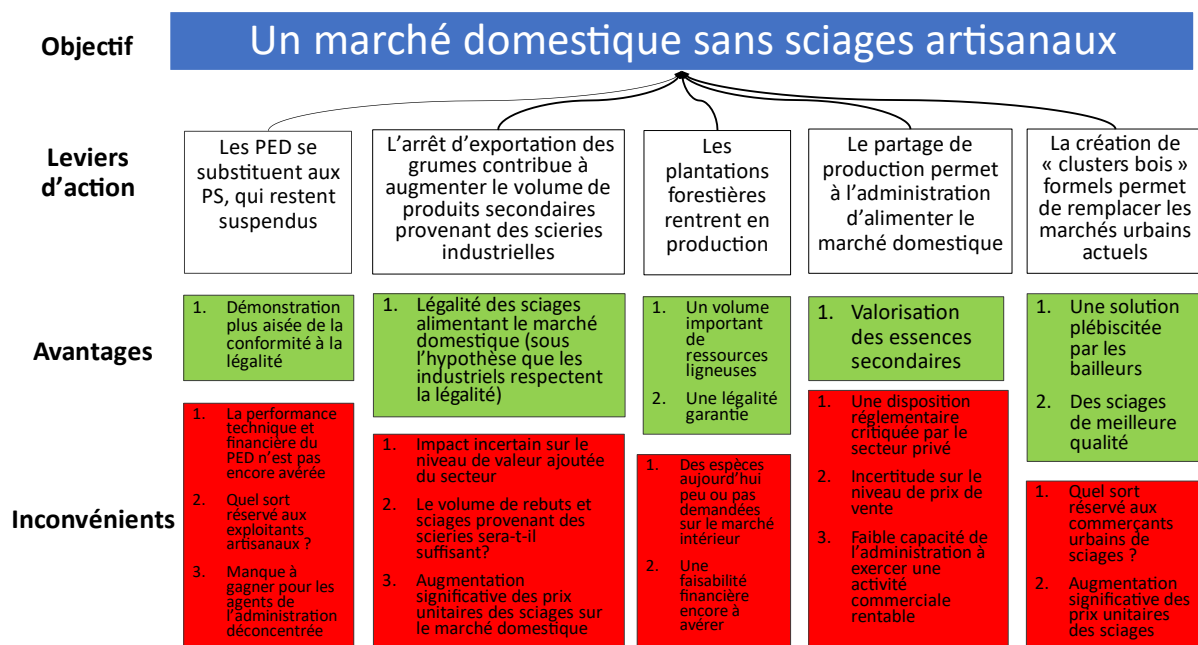 Objectif
Un marché domestique sans sciages artisanaux
Leviers
d'action
Les PED se
substituent aux
PS, qui restent
suspendus
L'arrêt d'exportation des
grumes contribue à
augmenter le volume de
produits secondaires
provenant des scieries
industrielles
Les
plantations
forestières
rentrent en
production
Le partage de
production permet
à l'administration
d'alimenter le
marché domestique
La création de
« clusters bois »
formels permet
de remplacer les
marchés urbains
actuels
Avantages
1. Démonstration
plus aisée de la
conformité à la
légalité
1. Légalité des sciages
alimentant le marché
domestique (sous
l'hypothèse que les
industriels respectent
la légalité)
1. Un volume
important
de
ressources
ligneuses
2. Une légalité
garantie
1. Valorisation
des essences
secondaires
1. Une solution
plébiscitée
par les
bailleurs
2. Des sciages
de meilleure
qualité
Inconvénients
1. La performance
technique et
financière du
PED n'est pas
encore avérée
2. Quel sort
réservé aux
exploitants
artisanaux ?
3. Manque à
gagner pour les
agents de
l'administration
déconcentrée
1. Impact incertain sur le
niveau de valeur ajoutée
du secteur
2. Le volume de rebuts et
sciages provenant des
scieries sera-t-il
suffisant?
3. Augmentation
significative des prix
unitaires des sciages sur
le marché domestique
1. Des espèces
aujourd'hui
peu ou pas
demandées
sur le marché
intérieur
2. Une
faisabilité
financière
encore à
avérer
1. Une disposition
réglementaire
critiquée par le
secteur privé
2. Incertitude sur le
niveau de prix de
vente
3. Faible capacité de
l'administration à
exercer une
activité
commerciale
rentable
1. Quel sort
réservé aux
commerçants
urbains de
sciages ?
2. Augmentation
significative des
prix unitaires
des sciages